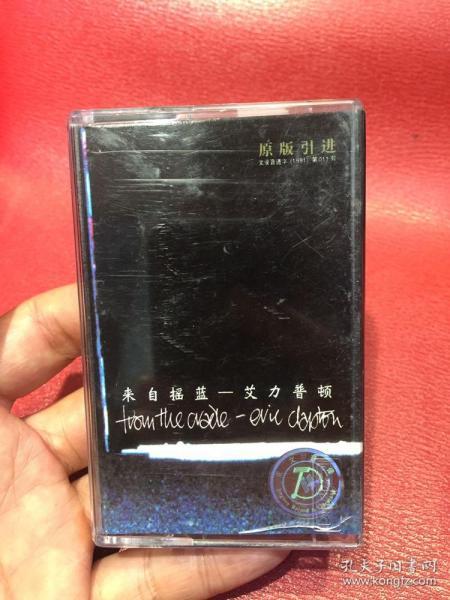 原版引进
来自摇蓝—艾力普顿
from the cradle - eric clapton
孔夫子旧书网
www.kongfz.com